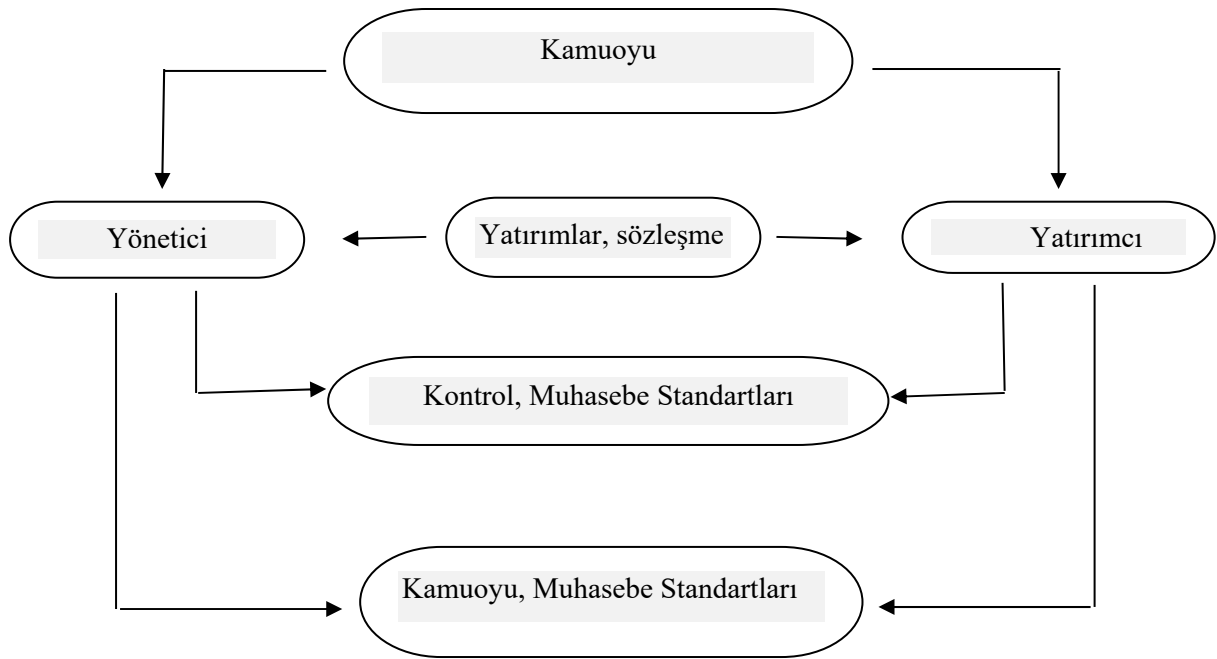 Kamuoyu
Yönetici
Yatırımlar, sözleşme
Yatırımcı
Kontrol, Muhasebe Standartları
Kamuoyu, Muhasebe Standartları